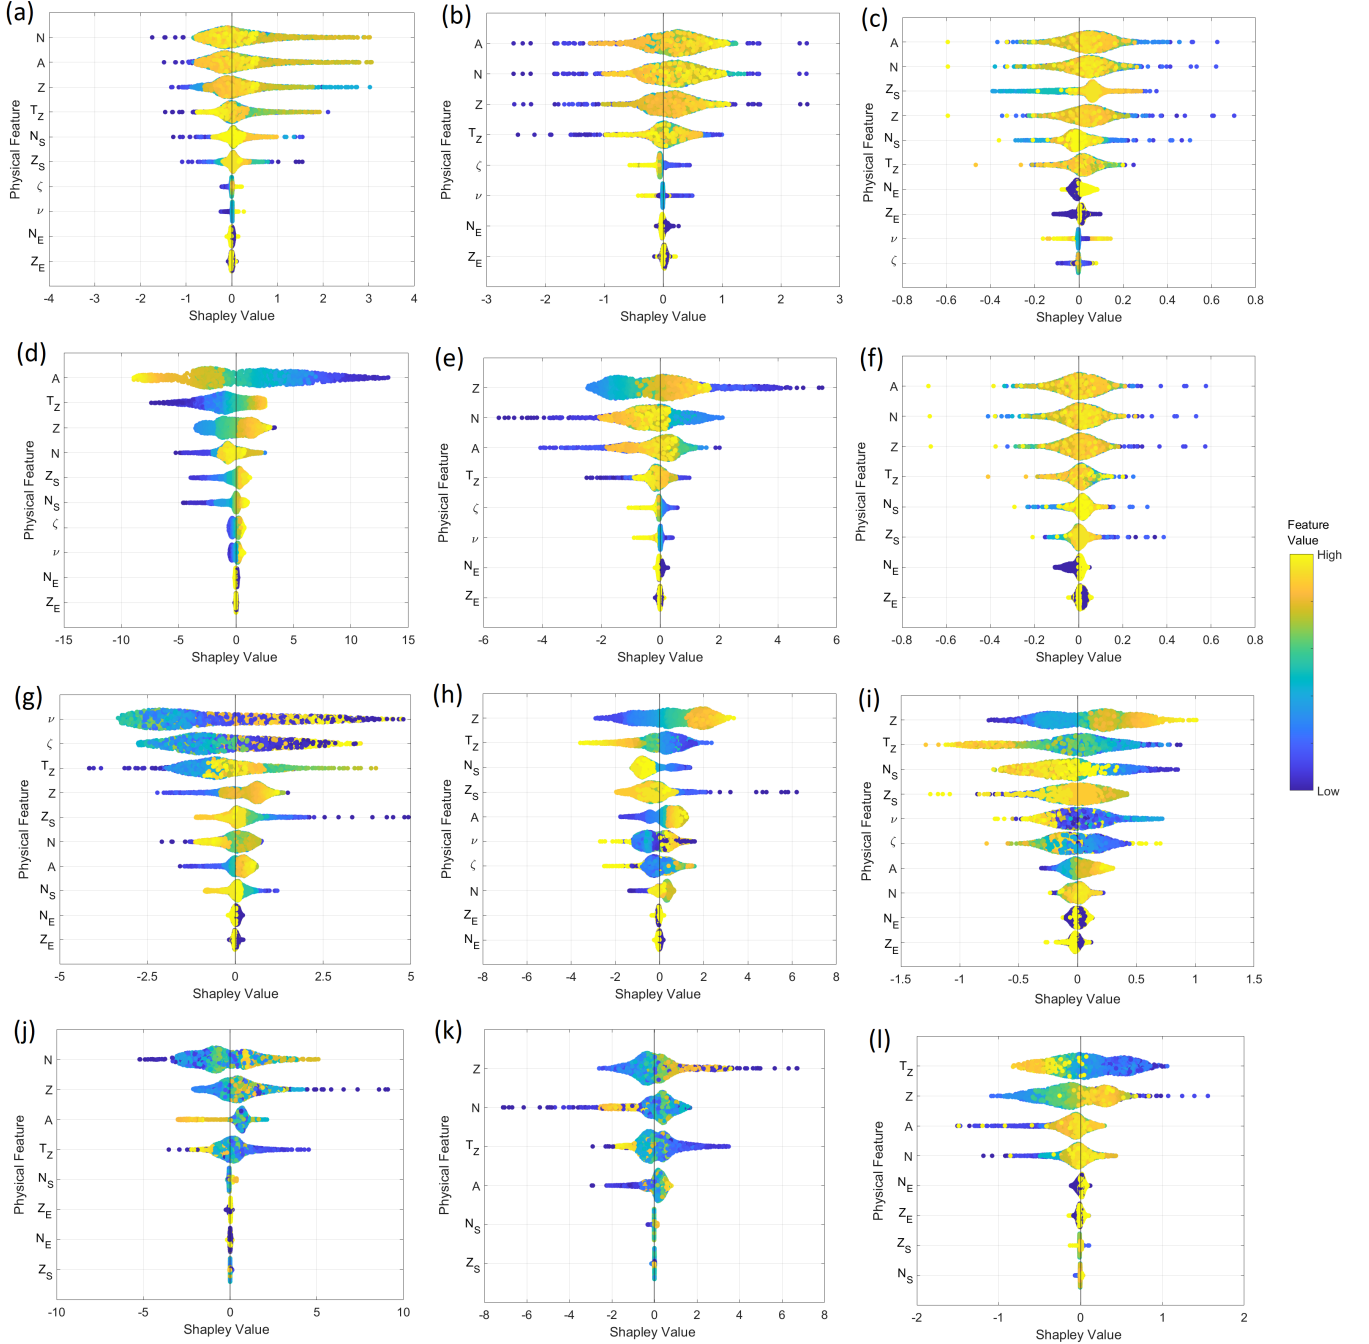 (a)
Physical Feature
N
A
Z
T_Z
N_S
Z_S
ζ
ν
N_E
Z_E
-4 -3 -2 -1 0 1 2 3 4
Shapley Value
(b)
Physical Feature
A
N
Z
T_Z
ζ
ν
N_E
Z_E
-3 -2 -1 0 1 2 3
Shapley Value
(c)
Physical Feature
A
N
Z_S
Z
N_S
T_Z
N_E
Z_E
ν
ζ
-0.8 -0.6 -0.4 -0.2 0 0.2 0.4 0.6 0.8
Shapley Value
(d)
Physical Feature
A
T_Z
Z
N
Z_S
N_S
ζ
ν
N_E
Z_E
-15 -10 -5 0 5 10 15
Shapley Value
(e)
Physical Feature
Z
N
A
T_Z
ζ
ν
N_E
Z_E
-6 -4 -2 0 2 4 6
Shapley Value
(f)
Physical Feature
A
N
Z
T_Z
N_S
Z_S
N_E
Z_E
-0.8 -0.6 -0.4 -0.2 0 0.2 0.4 0.6 0.8
Shapley Value
Feature
Value
High
Low
(g)
Physical Feature
ν
ζ
T_Z
Z
Z_S
N
A
N_S
N_E
Z_E
-5 -2.5 0 2.5 5
Shapley Value
(h)
Physical Feature
Z
T_Z
N_S
Z_S
A
ν
ζ
N
Z_E
N_E
-8 -6 -4 -2 0 2 4 6 8
Shapley Value
(i)
Physical Feature
Z
T_Z
N_S
Z_S
ν
ζ
A
N
N_E
Z_E
-1.5 -1 -0.5 0 0.5 1 1.5
Shapley Value
(j)
Physical Feature
N
Z
A
T_Z
N_S
Z_E
N_E
Z_S
-10 -5 0 5 10
Shapley Value
(k)
Physical Feature
Z
N
T_Z
A
N_S
Z_S
-8 -6 -4 -2 0 2 4 6 8
Shapley Value
(l)
Physical Feature
T_Z
Z
A
N
N_E
Z_E
Z_S
N_S
-2 -1 0 1 2
Shapley Value